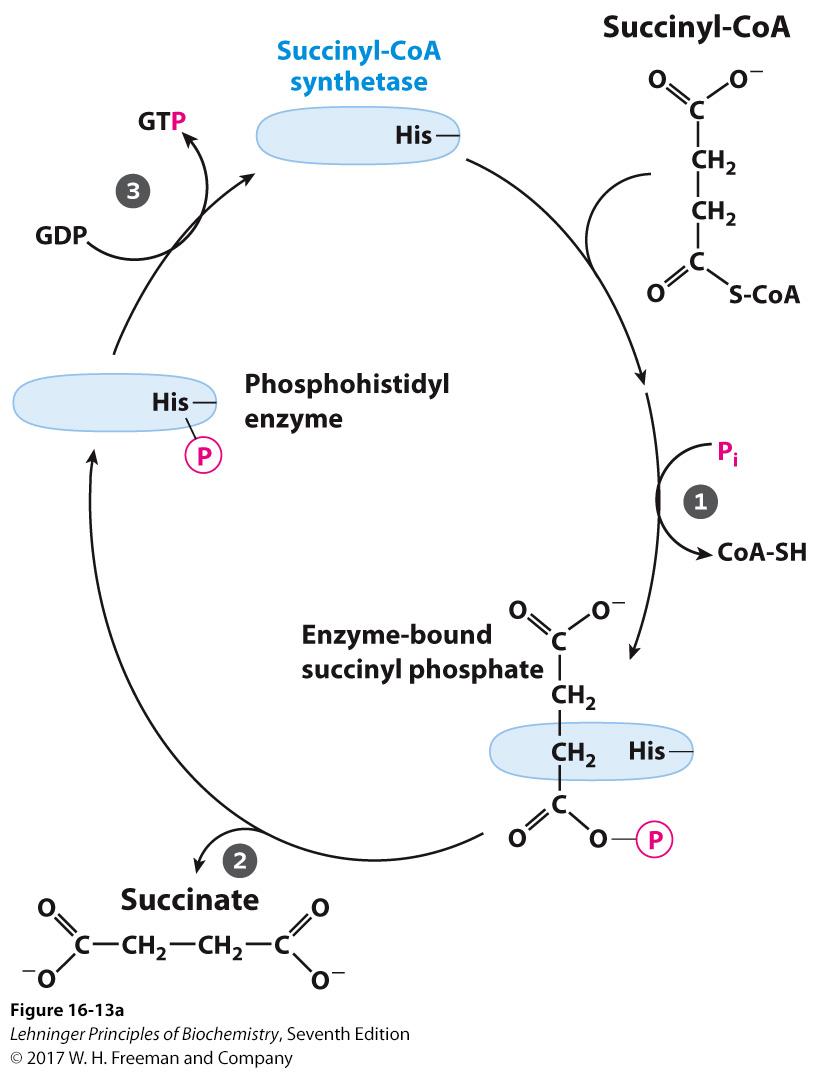 Succinyl-CoA
synthetase
His
Succinyl-CoA
O O⁻
C
CH₂
CH₂
C
O S-CoA
GTP
3
GDP
His
P
Phosphohistidyl
enzyme
Pᵢ
1
CoA-SH
Enzyme-bound
succinyl phosphate
O O⁻
C
CH₂
CH₂ His
C
O O P
2
Succinate
O O
C CH₂ CH₂ C
⁻O O⁻
Figure 16-13a
Lehninger Principles of Biochemistry, Seventh Edition
© 2017 W. H. Freeman and Company